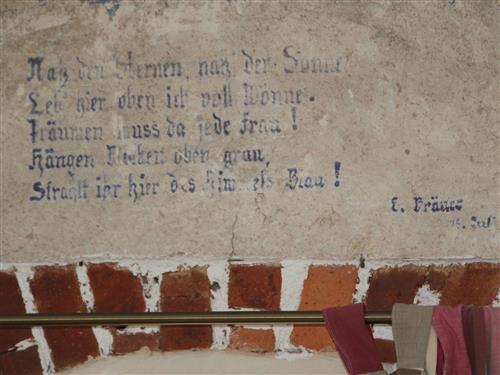 Nah den Sternen, nah der Sonne
Leb' hier oben ich voll Wonne.
Träumen muss da jede Frau!
Hängen Wolken oben grau,
Strahlt ihr hier des Himmels Blau!
E.